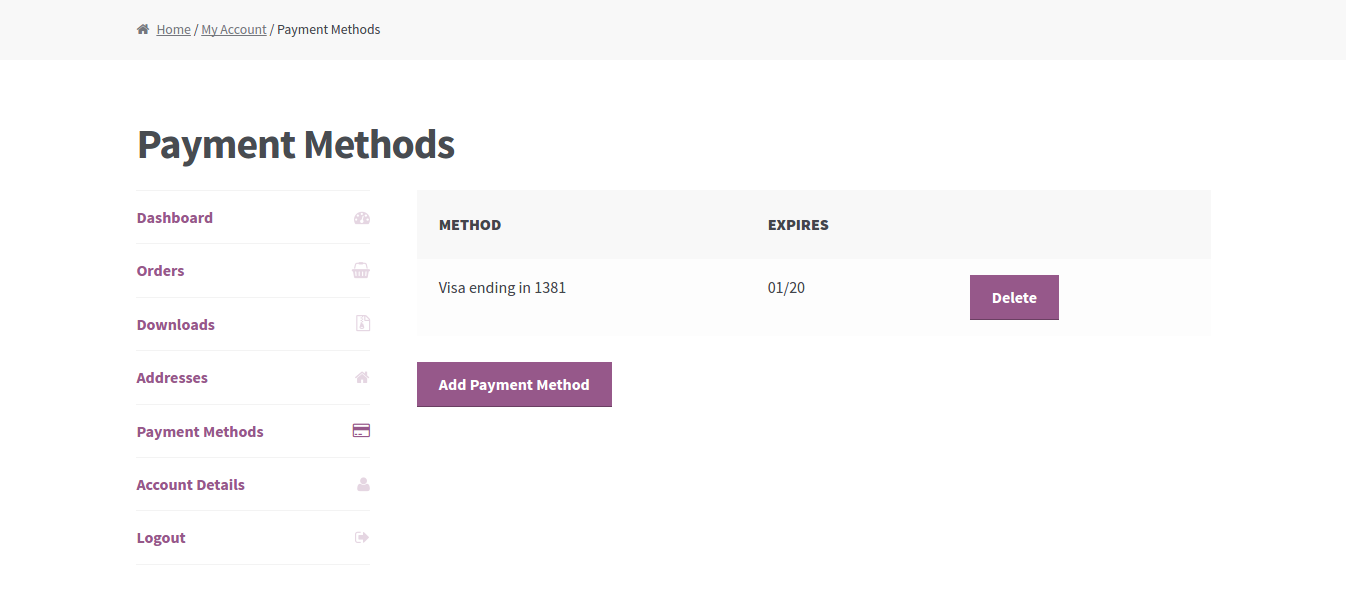 Home / My Account / Payment Methods
Payment Methods
Dashboard
Orders
Downloads
Addresses
Payment Methods
Account Details
Logout
METHOD EXPIRES
Visa ending in 1381 01/20 Delete
Add Payment Method